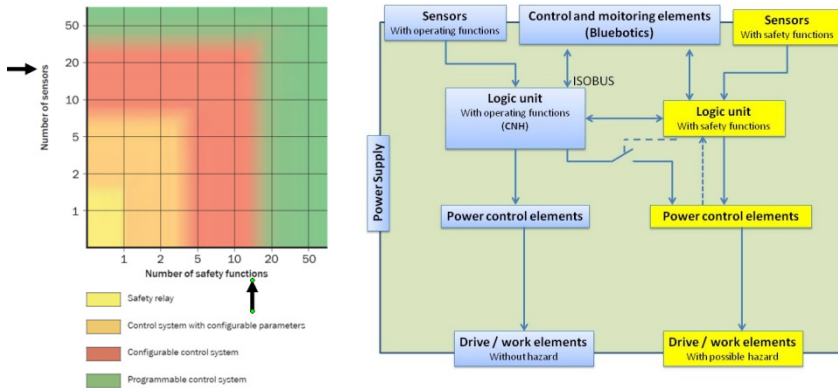 50
20
10
5
2
1
Number of sensors
1 2 5 10 20 50
Number of safety functions
Safety relay
Control system with configurable parameters
Configurable control system
Programmable control system
Sensors
With operating functions
Control and moitoring elements
(Bluebotics)
Sensors
With safety functions
ISOBUS
Logic unit
With operating functions
(CNH)
Logic unit
With safety functions
Power Supply
Power control elements
Power control elements
Drive / work elements
Without hazard
Drive / work elements
With possible hazard